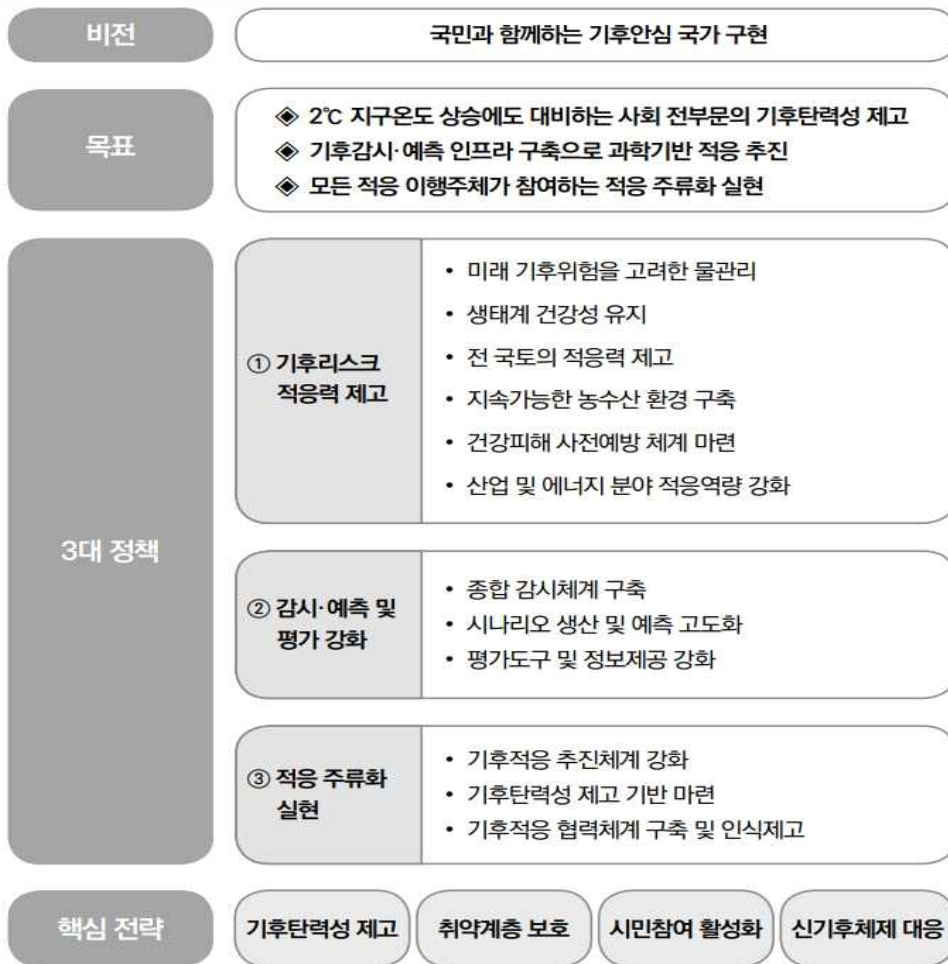 비전
국민과 함께하는 기후안심 국가 구현
목표
◈ 2℃ 지구온도 상승에도 대비하는 사회 전부문의 기후탄력성 제고
◈ 기후감시·예측 인프라 구축으로 과학기반 적응 추진
◈ 모든 적응 이행주체가 참여하는 적응 주류화 실현
3대 정책
① 기후리스크
적응력 제고
• 미래 기후위험을 고려한 물관리
• 생태계 건강성 유지
• 전 국토의 적응력 제고
• 지속가능한 농수산 환경 구축
• 건강피해 사전예방 체계 마련
• 산업 및 에너지 분야 적응역량 강화
② 감시·예측 및
평가 강화
• 종합 감시체계 구축
• 시나리오 생산 및 예측 고도화
• 평가도구 및 정보제공 강화
③ 적응 주류화
실현
• 기후적응 추진체계 강화
• 기후탄력성 제고 기반 마련
• 기후적응 협력체계 구축 및 인식제고
핵심 전략
기후탄력성 제고
취약계층 보호
시민참여 활성화
신기후체제 대응